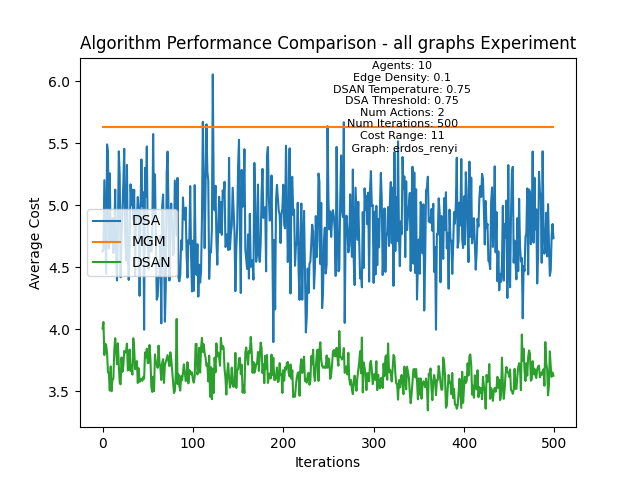 Algorithm Performance Comparison - all graphs Experiment
Agents: 10
Edge Density: 0.1
DSAN Temperature: 0.75
DSA Threshold: 0.75
Num Actions: 2
Num Iterations: 500
Cost Range: 11
Graph: erdos_renyi
Average Cost
6.0
5.5
5.0
4.5
4.0
3.5
DSA
MGM
DSAN
0 100 200 300 400 500
Iterations